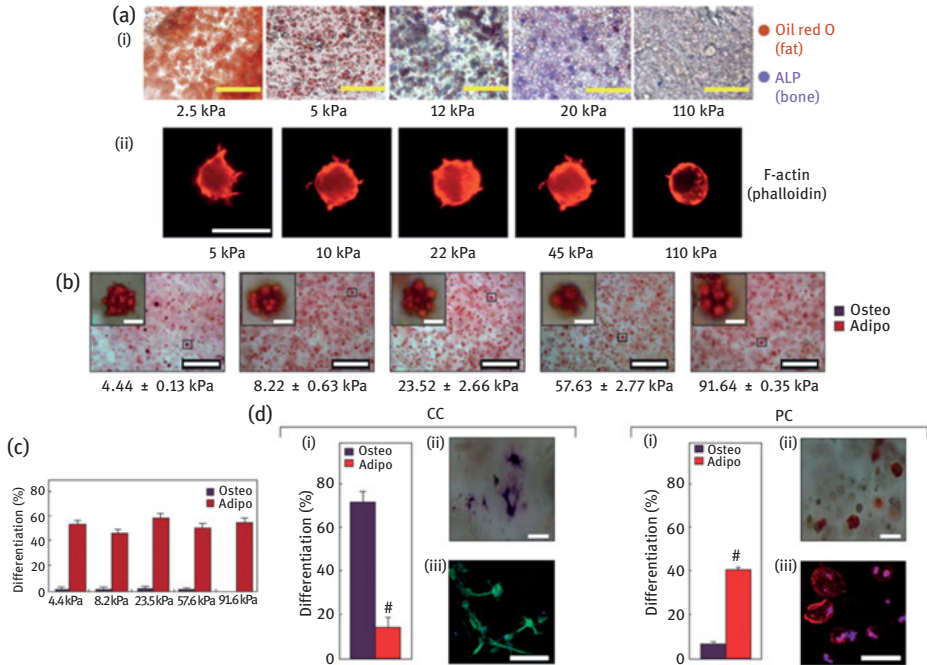 (a)
(i)
Oil red O
(fat)
ALP
(bone)
2.5 kPa 5 kPa 12 kPa 20 kPa 110 kPa
(ii)
F-actin
(phalloidin)
5 kPa 10 kPa 22 kPa 45 kPa 110 kPa
(b)
Osteo
Adipo
4.44 ± 0.13 kPa 8.22 ± 0.63 kPa 23.52 ± 2.66 kPa 57.63 ± 2.77 kPa 91.64 ± 0.35 kPa
(c)
Osteo
Adipo
Differentiation (%)
80
60
40
20
0
4.4 kPa 8.2 kPa 23.5 kPa 57.6 kPa 91.6 kPa
(d)
CC
(i)
Osteo
Adipo
Differentiation (%)
80
60
40
20
0
#
(ii)
(iii)
PC
(i)
Osteo
Adipo
Differentiation (%)
80
60
40
20
0
#
(ii)
(iii)